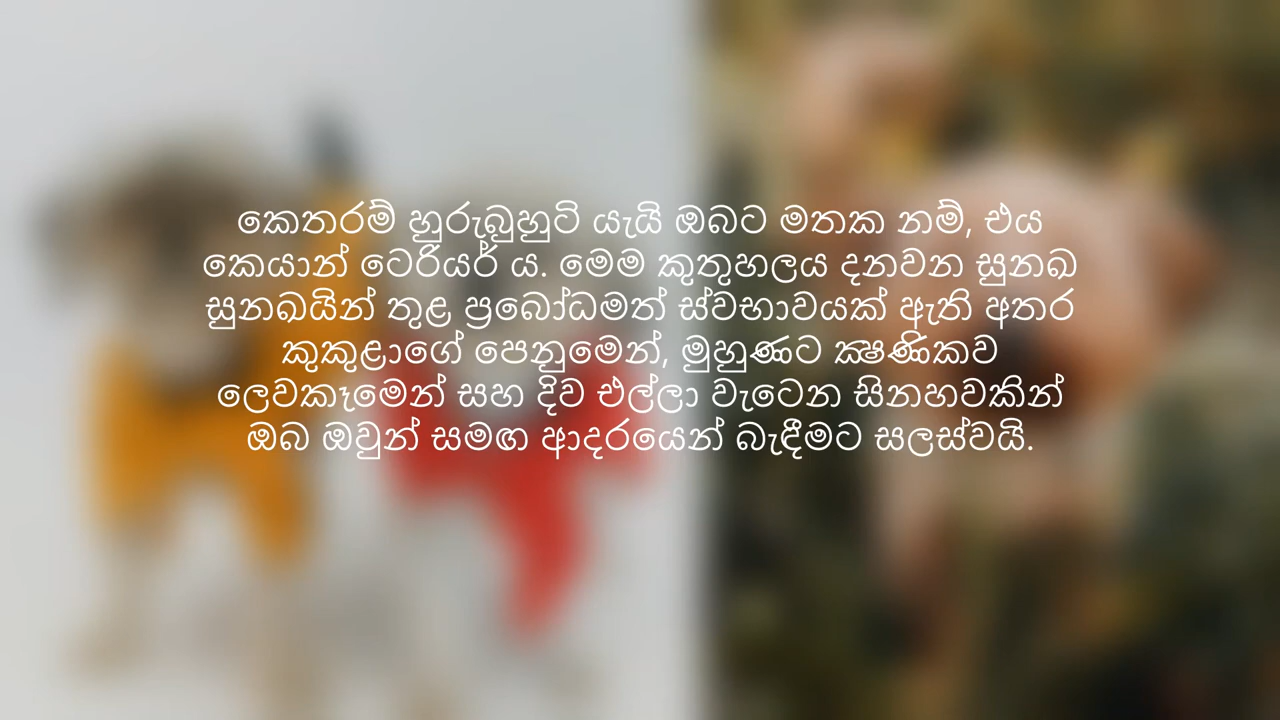 කෙතරම් හුරුබුහුටි යැයි ඔබට මතක නම්, එය
කෙයාන් ටෙරියර් ය. මෙම කුතුහලය දනවන සුනඛ
සුනඛයින් තුළ ප්‍රබෝධමත් ස්වභාවයක් ඇති අතර
කුකුළාගේ පෙනුමෙන්, මුහුණට ක්‍ෂණිකව
ලෙවකෑමෙන් සහ දිව එල්ලා වැටෙන සිනහවකින්
ඔබ ඔවුන් සමඟ ආදරයෙන් බැඳීමට සලස්වයි.